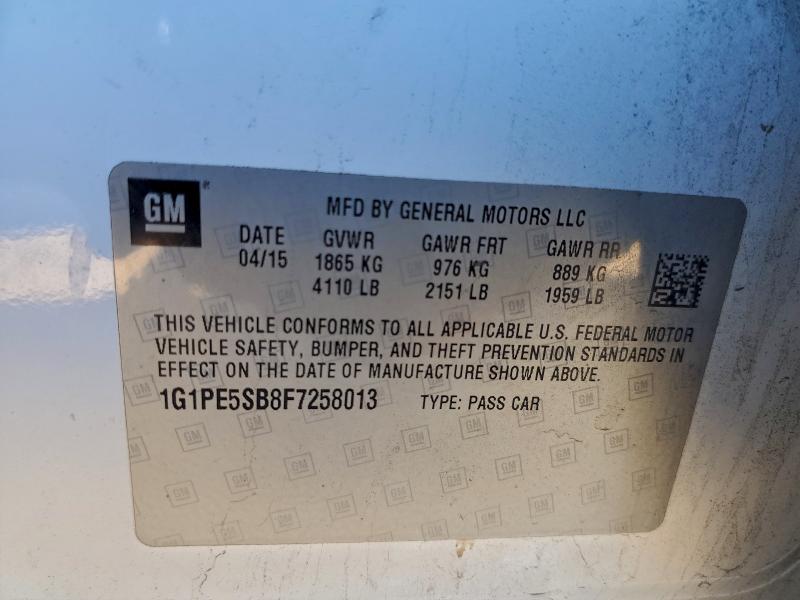 GM ®
MFD BY GENERAL MOTORS LLC
DATE GVWR GAWR FRT GAWR RR
04/15 1865 KG 976 KG 889 KG
4110 LB 2151 LB 1959 LB
THIS VEHICLE CONFORMS TO ALL APPLICABLE U.S. FEDERAL MOTOR
VEHICLE SAFETY, BUMPER, AND THEFT PREVENTION STANDARDS IN
EFFECT ON THE DATE OF MANUFACTURE SHOWN ABOVE.
1G1PE5SB8F7258013 TYPE: PASS CAR